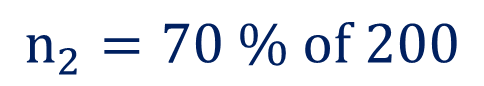 n₂ = 70 % of 200